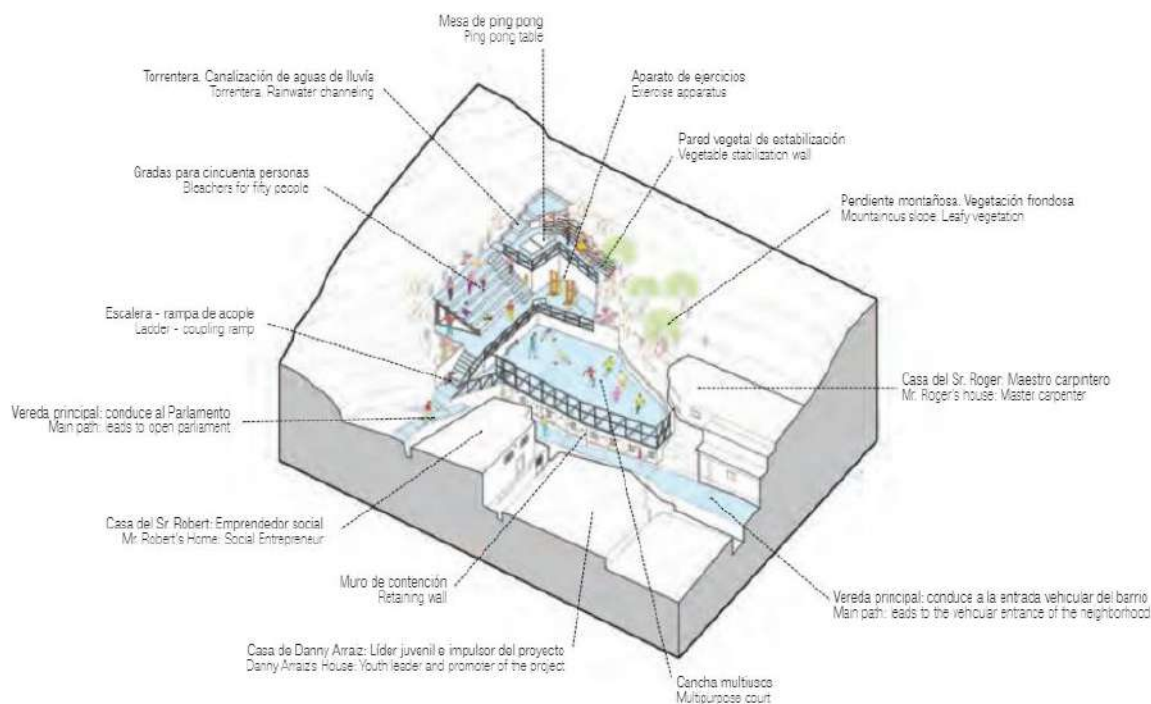 Mesa de ping pong
Ping pong table
Torrentera. Canalización de aguas de lluvía
Torrentera. Rainwater channeling
Aparato de ejercicios
Exercise apparatus
Pared vegetal de estabilización
Vegetable stabilization wall
Gradas para cincuenta personas
Bleachers for fifty people
Pendiente montañosa. Vegetación frondosa
Mountainous slope. Leafy vegetation
Escalera - rampa de acople
Ladder - coupling ramp
Casa del Sr. Roger: Maestro carpintero
Mr. Roger's house: Master carpenter
Vereda principal: conduce al Parlamento
Main path: leads to open parliament
Casa del Sr. Robert: Emprendedor social
Mr. Robert's Home: Social Entrepreneur
Muro de contención
Retaining wall
Vereda principal: conduce a la entrada vehicular del barrio
Main path: leads to the vehicular entrance of the neighborhood
Casa de Danny Arraiz: Líder juvenil e impulsor del proyecto
Danny Arraiz's House: Youth leader and promoter of the project
Cancha multiusos
Multipurpose court